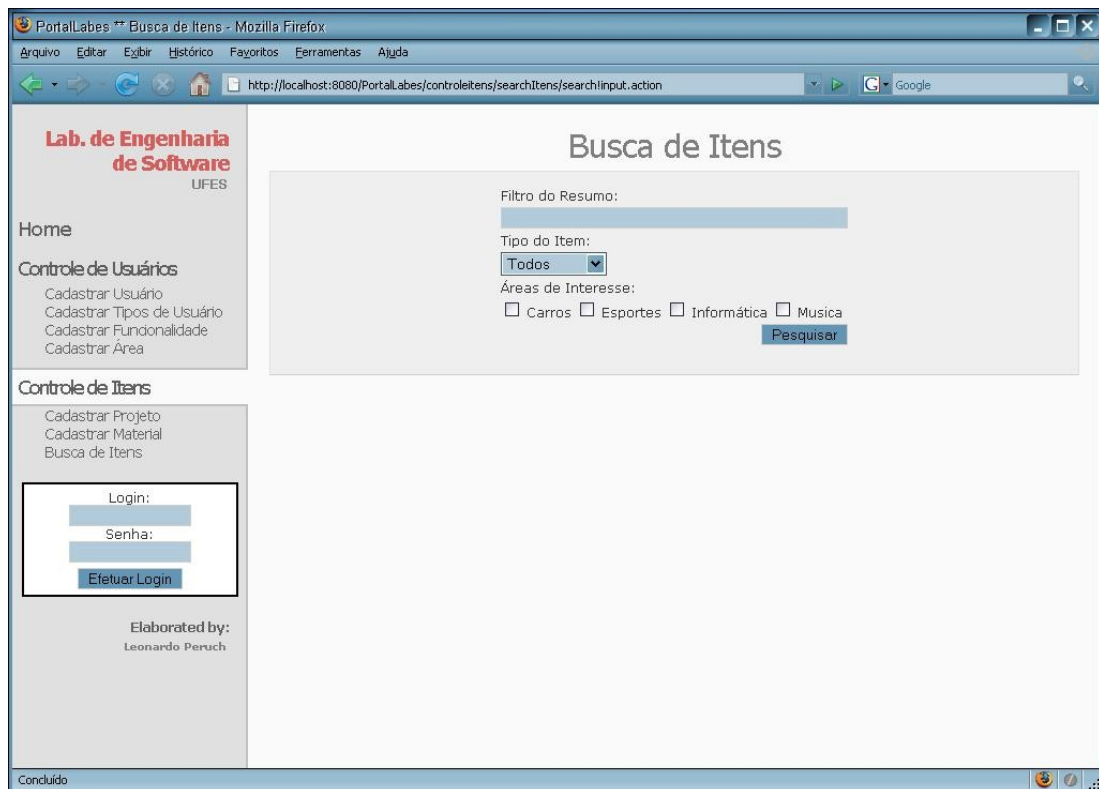 PortalLabes ** Busca de Itens - Mozilla Firefox
Arquivo Editar Exibir Histórico Favoritos Ferramentas Ajuda
http://localhost:8080/PortalLabes/controleitens/searchItens/search!input.action
G Google
Lab. de Engenharia
de Software
UFES
Home
Controle de Usuários
Cadastrar Usuário
Cadastrar Tipos de Usuário
Cadastrar Funcionalidade
Cadastrar Área
Controle de Itens
Cadastrar Projeto
Cadastrar Material
Busca de Itens
Login:
Senha:
Efetuar Login
Elaborated by:
Leonardo Peruch
Busca de Itens
Filtro do Resumo:
Tipo do Item:
Todos
Áreas de Interesse:
Carros Esportes Informática Musica
Pesquisar
Concluído